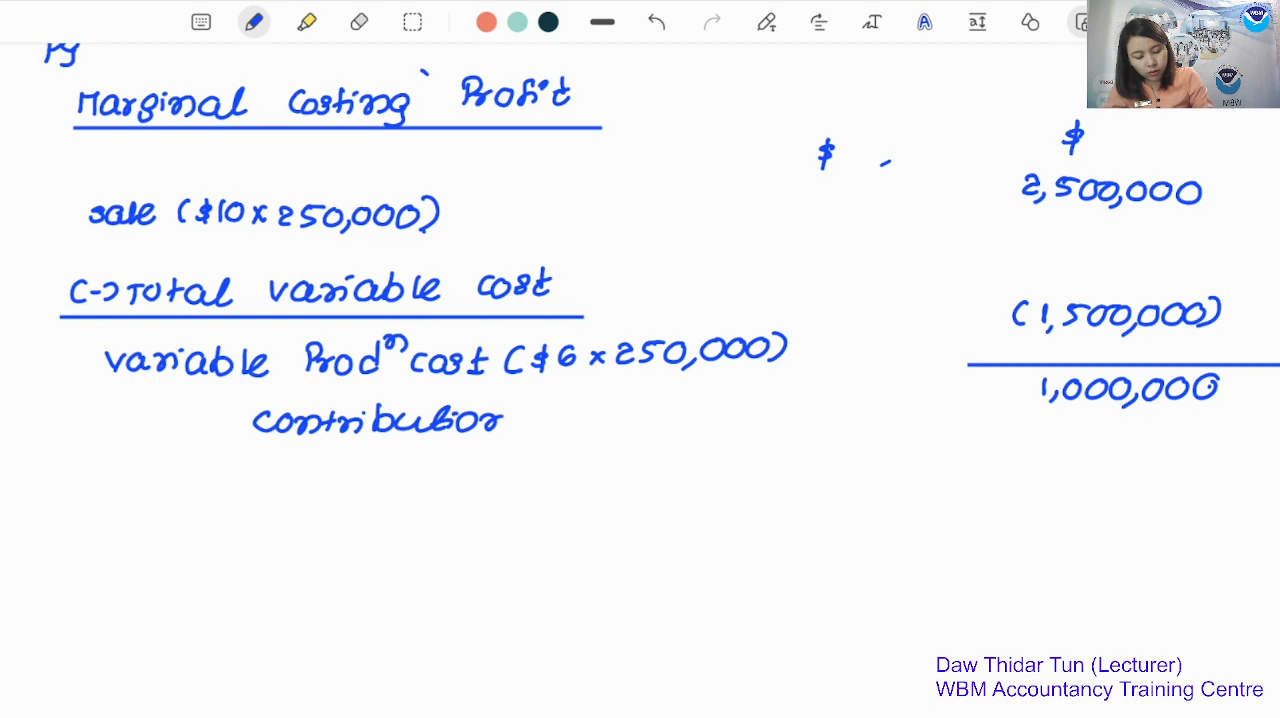 Marginal Costing Profit
$ $
sale ($10 x 250,000) 2,500,000
(-) Total variable cost
variable Prodⁿ cost ($6 x 250,000) (1,500,000)
contribution 1,000,000
Daw Thidar Tun (Lecturer)
WBM Accountancy Training Centre